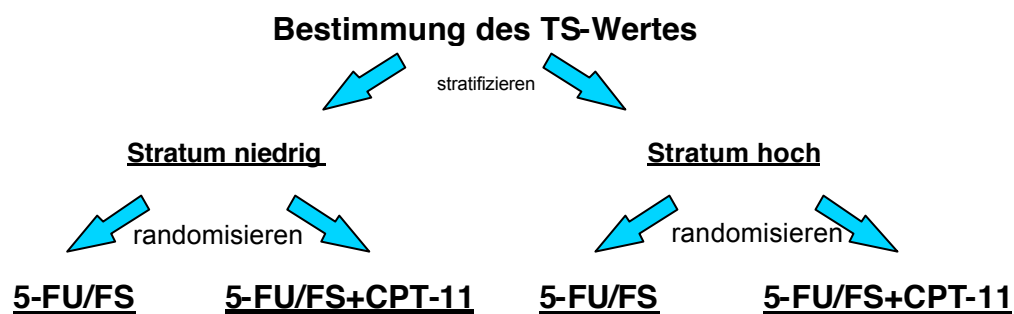 Bestimmung des TS-Wertes
stratifizieren
Stratum niedrig Stratum hoch
randomisieren randomisieren
5-FU/FS 5-FU/FS+CPT-11 5-FU/FS 5-FU/FS+CPT-11